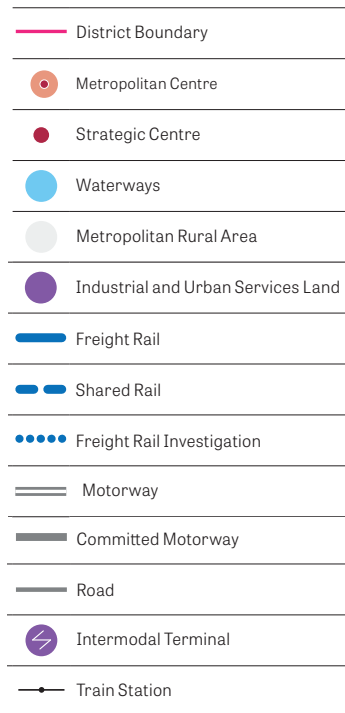 District Boundary
Metropolitan Centre
Strategic Centre
Waterways
Metropolitan Rural Area
Industrial and Urban Services Land
Freight Rail
Shared Rail
Freight Rail Investigation
Motorway
Committed Motorway
Road
Intermodal Terminal
Train Station